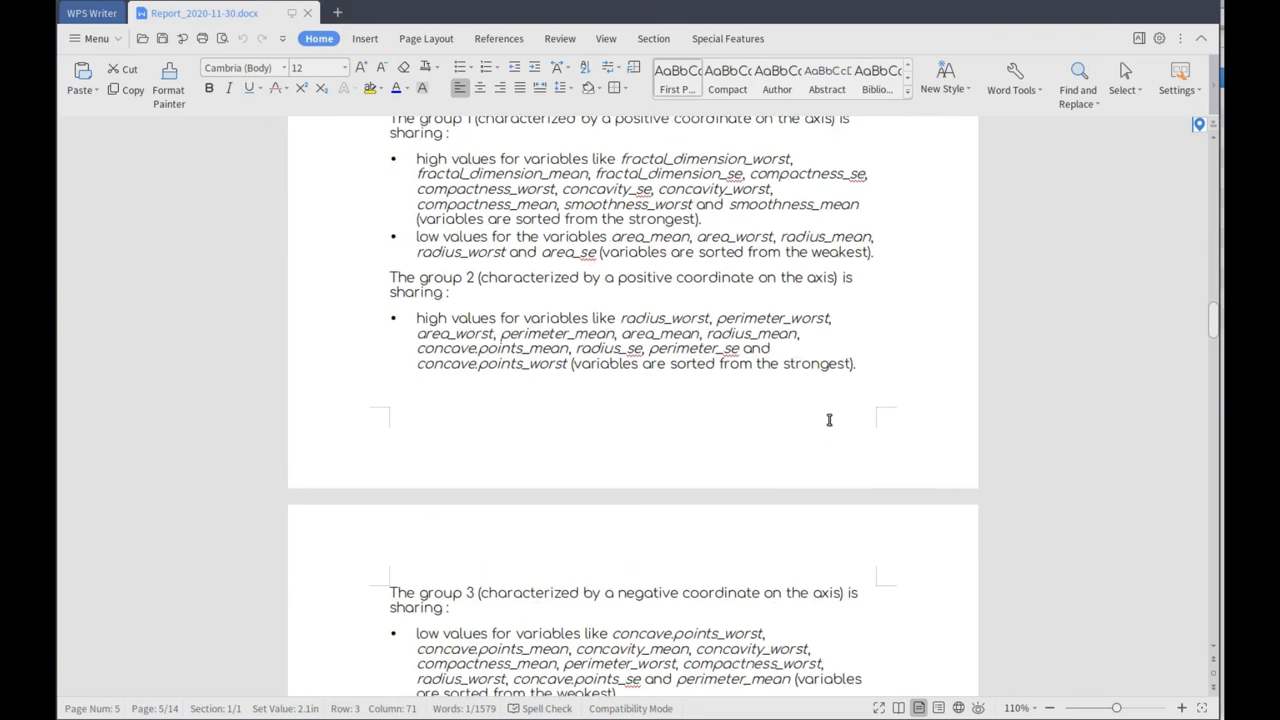 WPS Writer
Report_2020-11-30.docx
Menu
Home
Insert
Page Layout
References
Review
View
Section
Special Features
Paste
Cut
Copy
Format Painter
Cambria (Body)
12
AaBbCc
First P...
AaBbCc
Compact
AaBbCc
Author
AaBbCcD
Abstract
AaBbCc
Biblio...
New Style
Word Tools
Find and Replace
Select
Settings
The group 1 (characterized by a positive coordinate on the axis) is
sharing :
• high values for variables like fractal_dimension_worst,
fractal_dimension_mean, fractal_dimension_se, compactness_se,
compactness_worst, concavity_se, concavity_worst,
compactness_mean, smoothness_worst and smoothness_mean
(variables are sorted from the strongest).
• low values for the variables area_mean, area_worst, radius_mean,
radius_worst and area_se (variables are sorted from the weakest).
The group 2 (characterized by a positive coordinate on the axis) is
sharing :
• high values for variables like radius_worst, perimeter_worst,
area_worst, perimeter_mean, area_mean, radius_mean,
concave.points_mean, radius_se, perimeter_se and
concave.points_worst (variables are sorted from the strongest).
The group 3 (characterized by a negative coordinate on the axis) is
sharing :
• low values for variables like concave.points_worst,
concave.points_mean, concavity_mean, concavity_worst,
compactness_mean, perimeter_worst, compactness_worst,
radius_worst, concave.points_se and perimeter_mean (variables
are sorted from the weakest).
Page Num: 5
Page: 5/14
Section: 1/1
Set Value: 2.1in
Row: 3
Column: 71
Words: 1/1579
Spell Check
Compatibility Mode
110%